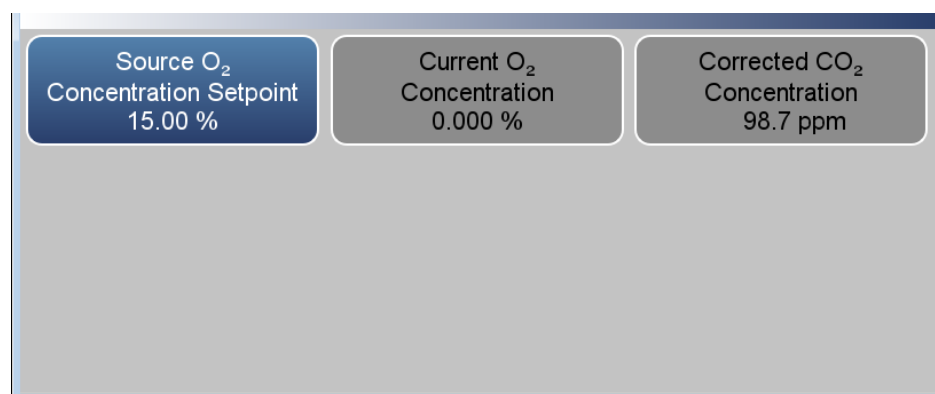 Source O₂
Concentration Setpoint
15.00 %
Current O₂
Concentration
0.000 %
Corrected CO₂
Concentration
98.7 ppm